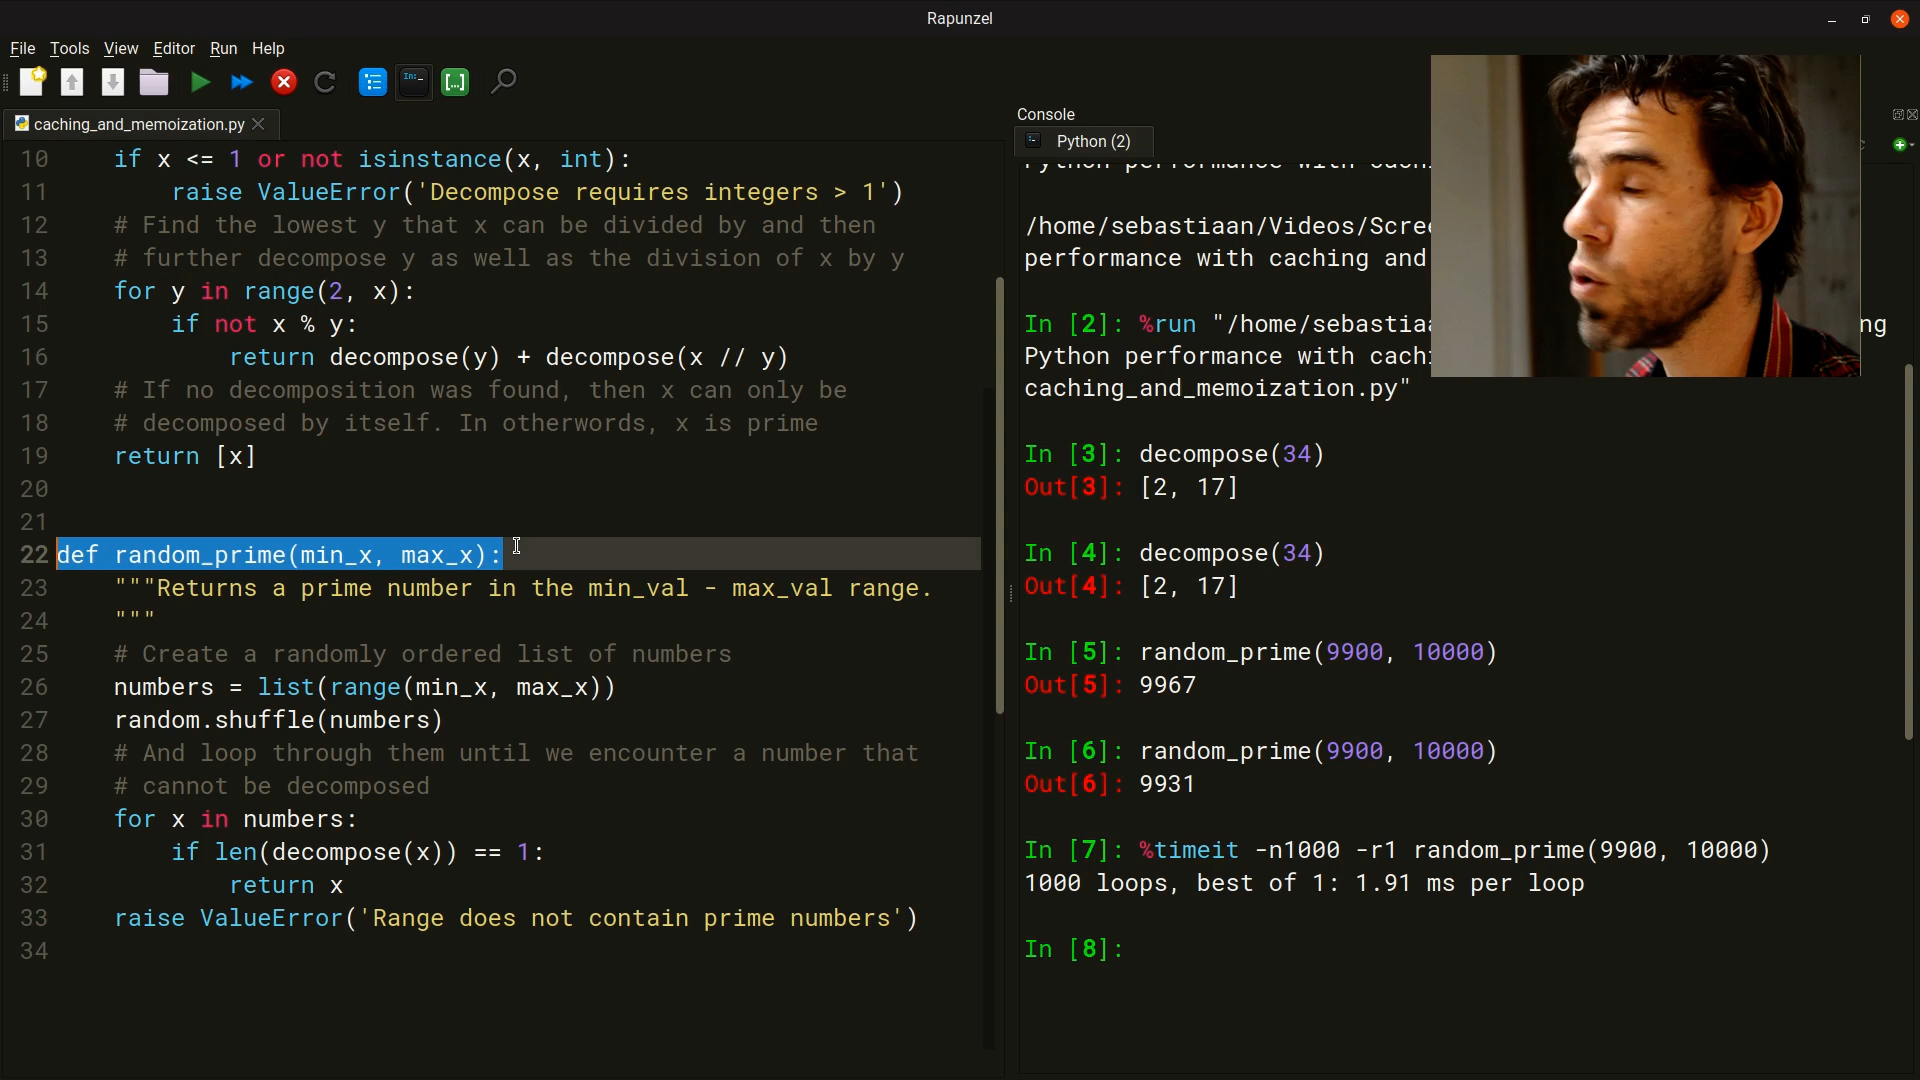 Rapunzel
File Tools View Editor Run Help
In:_
[...]
caching_and_memoization.py
10 if x <= 1 or not isinstance(x, int):
11 raise ValueError('Decompose requires integers > 1')
12 # Find the lowest y that x can be divided by and then
13 # further decompose y as well as the division of x by y
14 for y in range(2, x):
15 if not x % y:
16 return decompose(y) + decompose(x // y)
17 # If no decomposition was found, then x can only be
18 # decomposed by itself. In otherwords, x is prime
19 return [x]
20
21
22 def random_prime(min_x, max_x):
23 """Returns a prime number in the min_val - max_val range.
24 """
25 # Create a randomly ordered list of numbers
26 numbers = list(range(min_x, max_x))
27 random.shuffle(numbers)
28 # And loop through them until we encounter a number that
29 # cannot be decomposed
30 for x in numbers:
31 if len(decompose(x)) == 1:
32 return x
33 raise ValueError('Range does not contain prime numbers')
34
Console
Python (2)
Python performance with
/home/sebastiaan/Videos/
performance with caching and
In [2]: %run "/home/ ng
Python performance with
caching_and_memoization.py"
In [3]: decompose(34)
Out[3]: [2, 17]
In [4]: decompose(34)
Out[4]: [2, 17]
In [5]: random_prime(9900, 10000)
Out[5]: 9967
In [6]: random_prime(9900, 10000)
Out[6]: 9931
In [7]: %timeit -n1000 -r1 random_prime(9900, 10000)
1000 loops, best of 1: 1.91 ms per loop
In [8]: